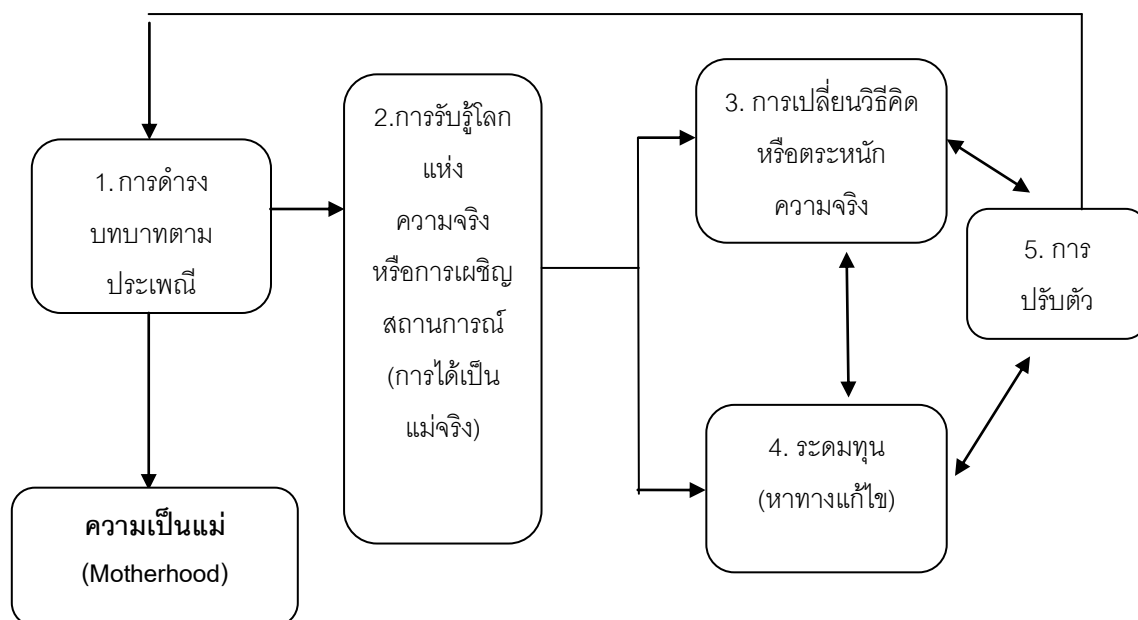 1. การดำรง
บทบาทตาม
ประเพณี
2.การรับรู้โลก
แห่ง
ความจริง
หรือการเผชิญ
สถานการณ์
(การได้เป็น
แม่จริง)
3. การเปลี่ยนวิธีคิด
หรือตระหนัก
ความจริง
4. ระดมทุน
(หาทางแก้ไข)
5. การ
ปรับตัว
ความเป็นแม่
(Motherhood)